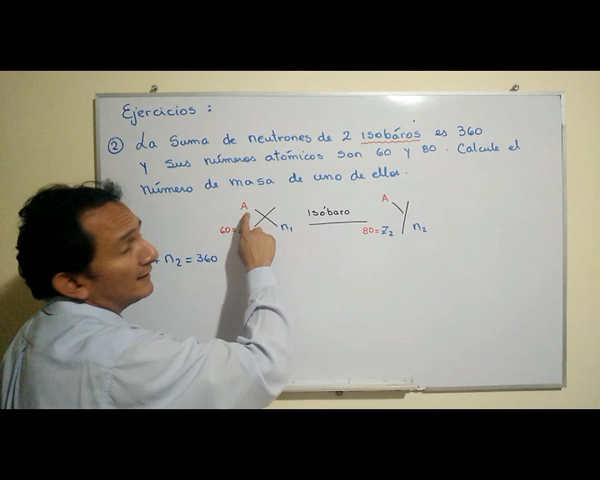 Ejercicios :
② La suma de neutrones de 2 isobáros es 360
y sus números atómicos son 60 y 80 . Calcule el
número de masa de uno de ellos.
A X n₁ Isóbaro A Y
60= 80=Z₂ n₂
+ n₂ = 360